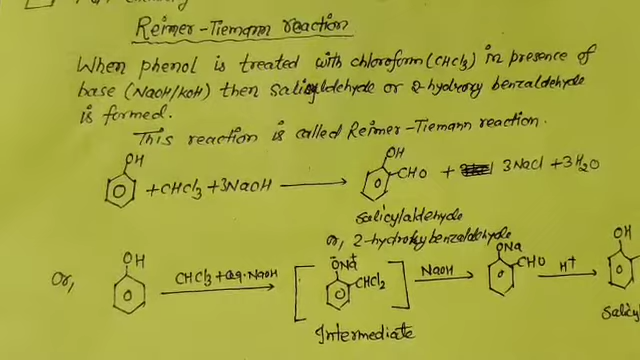 Reimer-Tiemann reaction
When phenol is treated with chloroform (CHCl3) in presence of
base (NaOH/KOH) then Salicyldehyde or 2-hydroxy benzaldehyde
is formed.
This reaction is called Reimer-Tiemann reaction.
OH OH
+CHCl3 +3NaOH CHO + 3NaCl +3H2O
Salicylaldehyde
or, 2-hydroxybenzaldehyde
Or, OH CHCl3+aq.NaOH ŌNa+ CHCl2 NaOH ONa CHO H+ OH
Intermediate